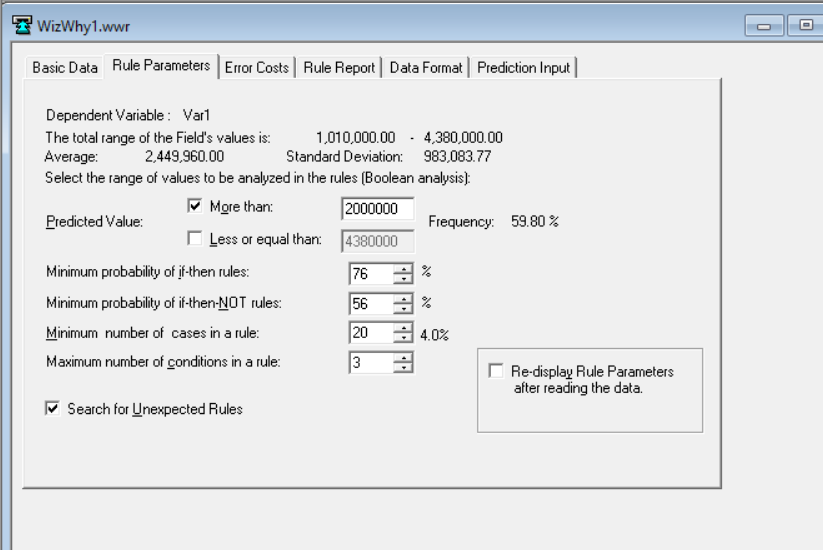 WizWhy1.wwr
Basic Data Rule Parameters Error Costs Rule Report Data Format Prediction Input
Dependent Variable : Var1
The total range of the Field's values is: 1,010,000.00 - 4,380,000.00
Average: 2,449,960.00 Standard Deviation: 983,083.77
Select the range of values to be analyzed in the rules (Boolean analysis):
Predicted Value: More than: 2000000 Frequency: 59.80 %
Less or equal than: 4380000
Minimum probability of if-then rules: 76 %
Minimum probability of if-then-NOT rules: 56 %
Minimum number of cases in a rule: 20 4.0%
Maximum number of conditions in a rule: 3
Re-display Rule Parameters
after reading the data.
Search for Unexpected Rules